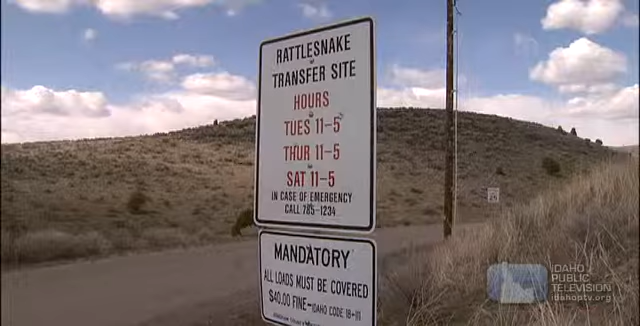 RATTLESNAKE
TRANSFER SITE
HOURS
TUES 11-5
THUR 11-5
SAT 11-5
IN CASE OF EMERGENCY
CALL 785-1234
MANDATORY
ALL LOADS MUST BE COVERED
$40.00 FINE-IDAHO CODE 18-111
IDAHO
PUBLIC
TELEVISION
idahoptv.org